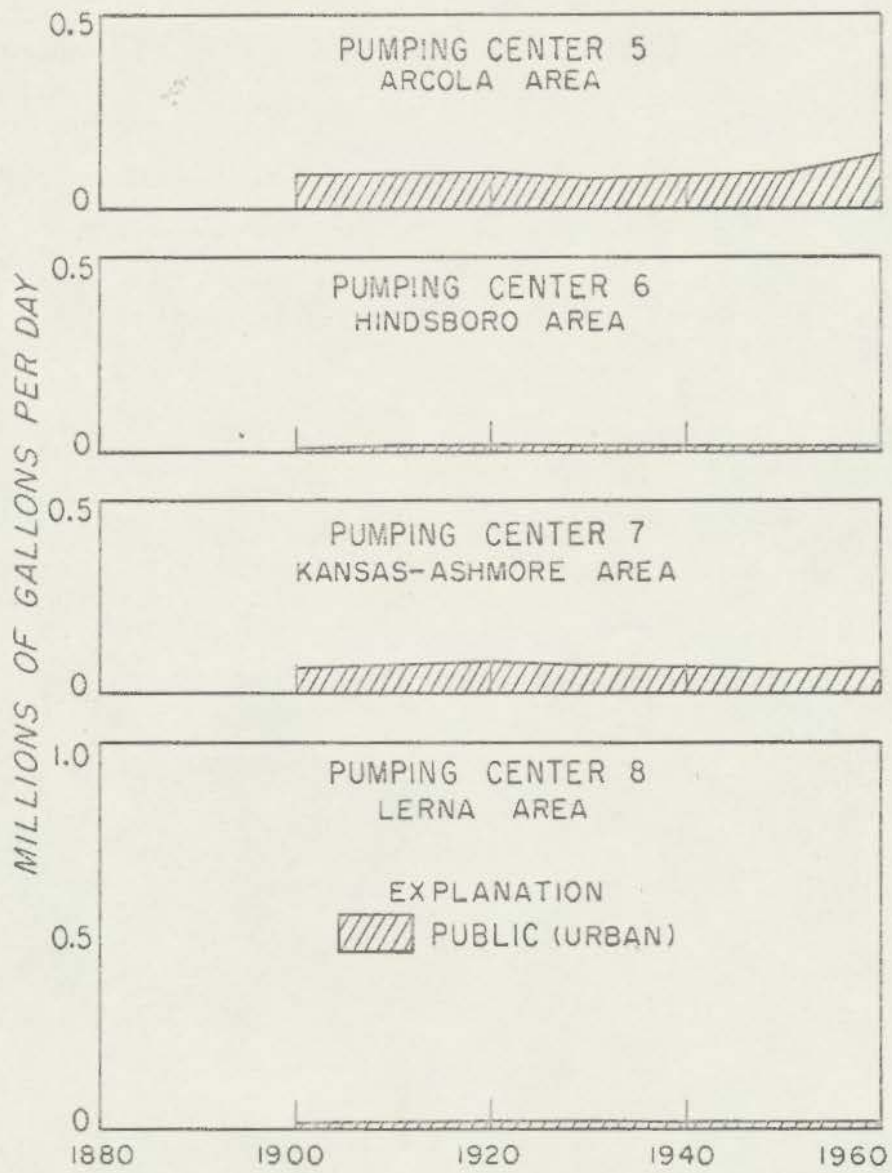 MILLIONS OF GALLONS PER DAY
0.5
PUMPING CENTER 5
ARCOLA AREA
0
0.5
PUMPING CENTER 6
HINDSBORO AREA
0
0.5
PUMPING CENTER 7
KANSAS-ASHMORE AREA
0
1.0
PUMPING CENTER 8
LERNA AREA
EXPLANATION
0.5 PUBLIC (URBAN)
0
1880 1900 1920 1940 1960